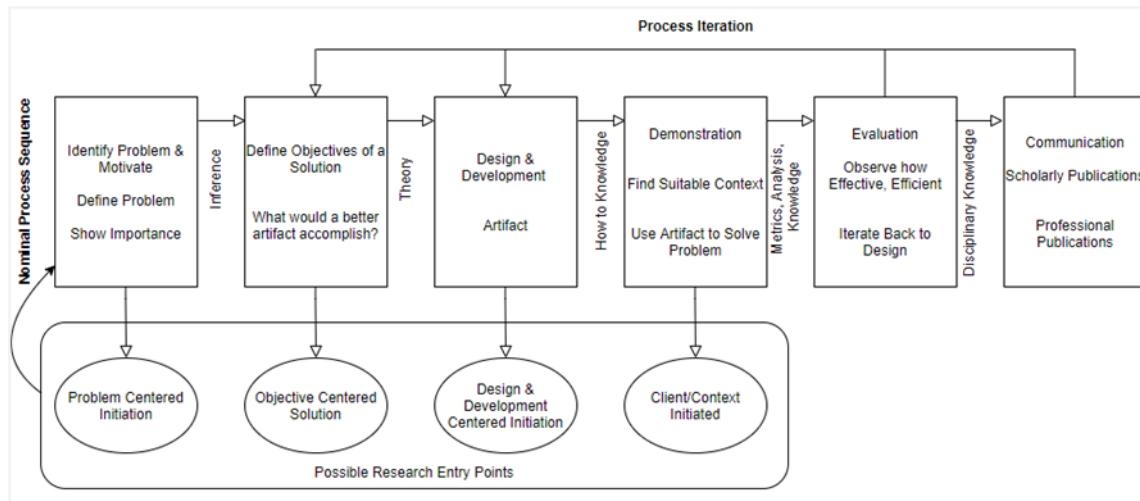 Process Iteration
Nominal Process Sequence
Identify Problem &
Motivate
Define Problem
Show Importance
Inference
Define Objectives of a
Solution
What would a better
artifact accomplish?
Theory
Design &
Development
Artifact
How to Knowledge
Demonstration
Find Suitable Context
Use Artifact to Solve
Problem
Metrics, Analysis,
Knowledge
Evaluation
Observe how
Effective, Efficient
Iterate Back to
Design
Disciplinary Knowledge
Communication
Scholarly Publications
Professional
Publications
Problem Centered
Initiation
Objective Centered
Solution
Design &
Development
Centered Initiation
Client/Context
Initiated
Possible Research Entry Points